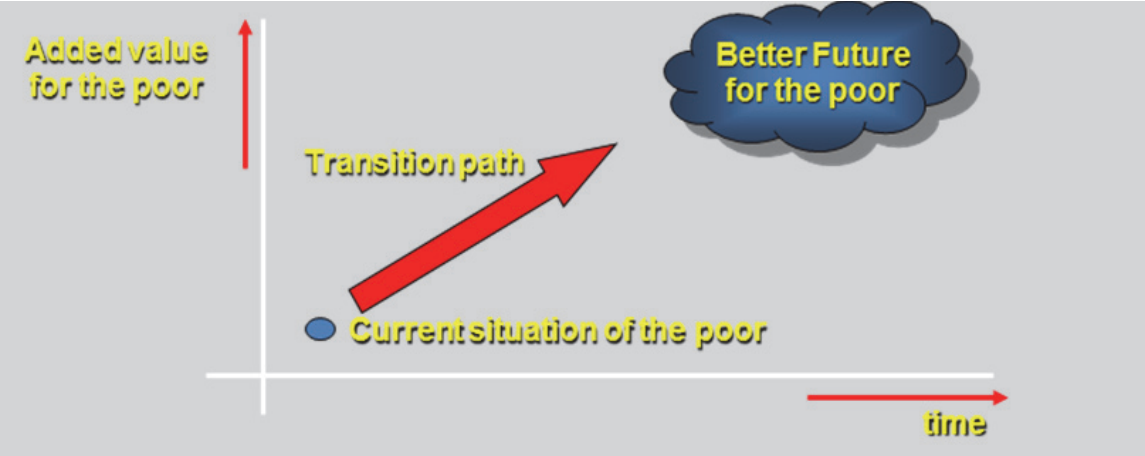 Added value
for the poor
Better Future
for the poor
Transition path
Current situation of the poor
time